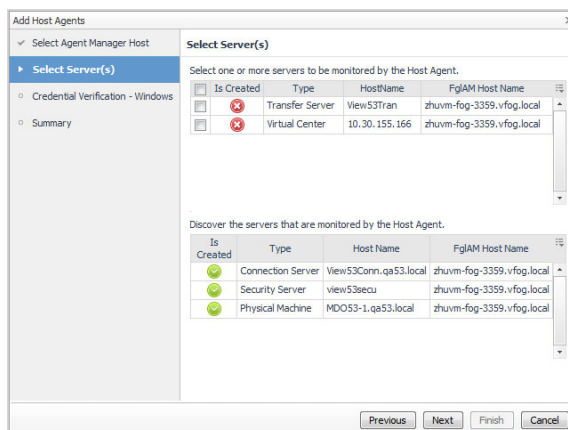 Add Host Agents
Select Agent Manager Host
Select Server(s)
Credential Verification - Windows
Summary
Select Server(s)
Select one or more servers to be monitored by the Host Agent.
Is Created Type HostName FglAM Host Name
Transfer Server View53Tran zhuvm-fog-3359.vfog.local
Virtual Center 10.30.155.166 zhuvm-fog-3359.vfog.local
Discover the servers that are monitored by the Host Agent.
Is Created Type Host Name FglAM Host Name
Connection Server View53Conn.qa53.local zhuvm-fog-3359.vfog.local
Security Server view53secu zhuvm-fog-3359.vfog.local
Physical Machine MDO53-1.qa53.local zhuvm-fog-3359.vfog.local
Previous Next Finish Cancel